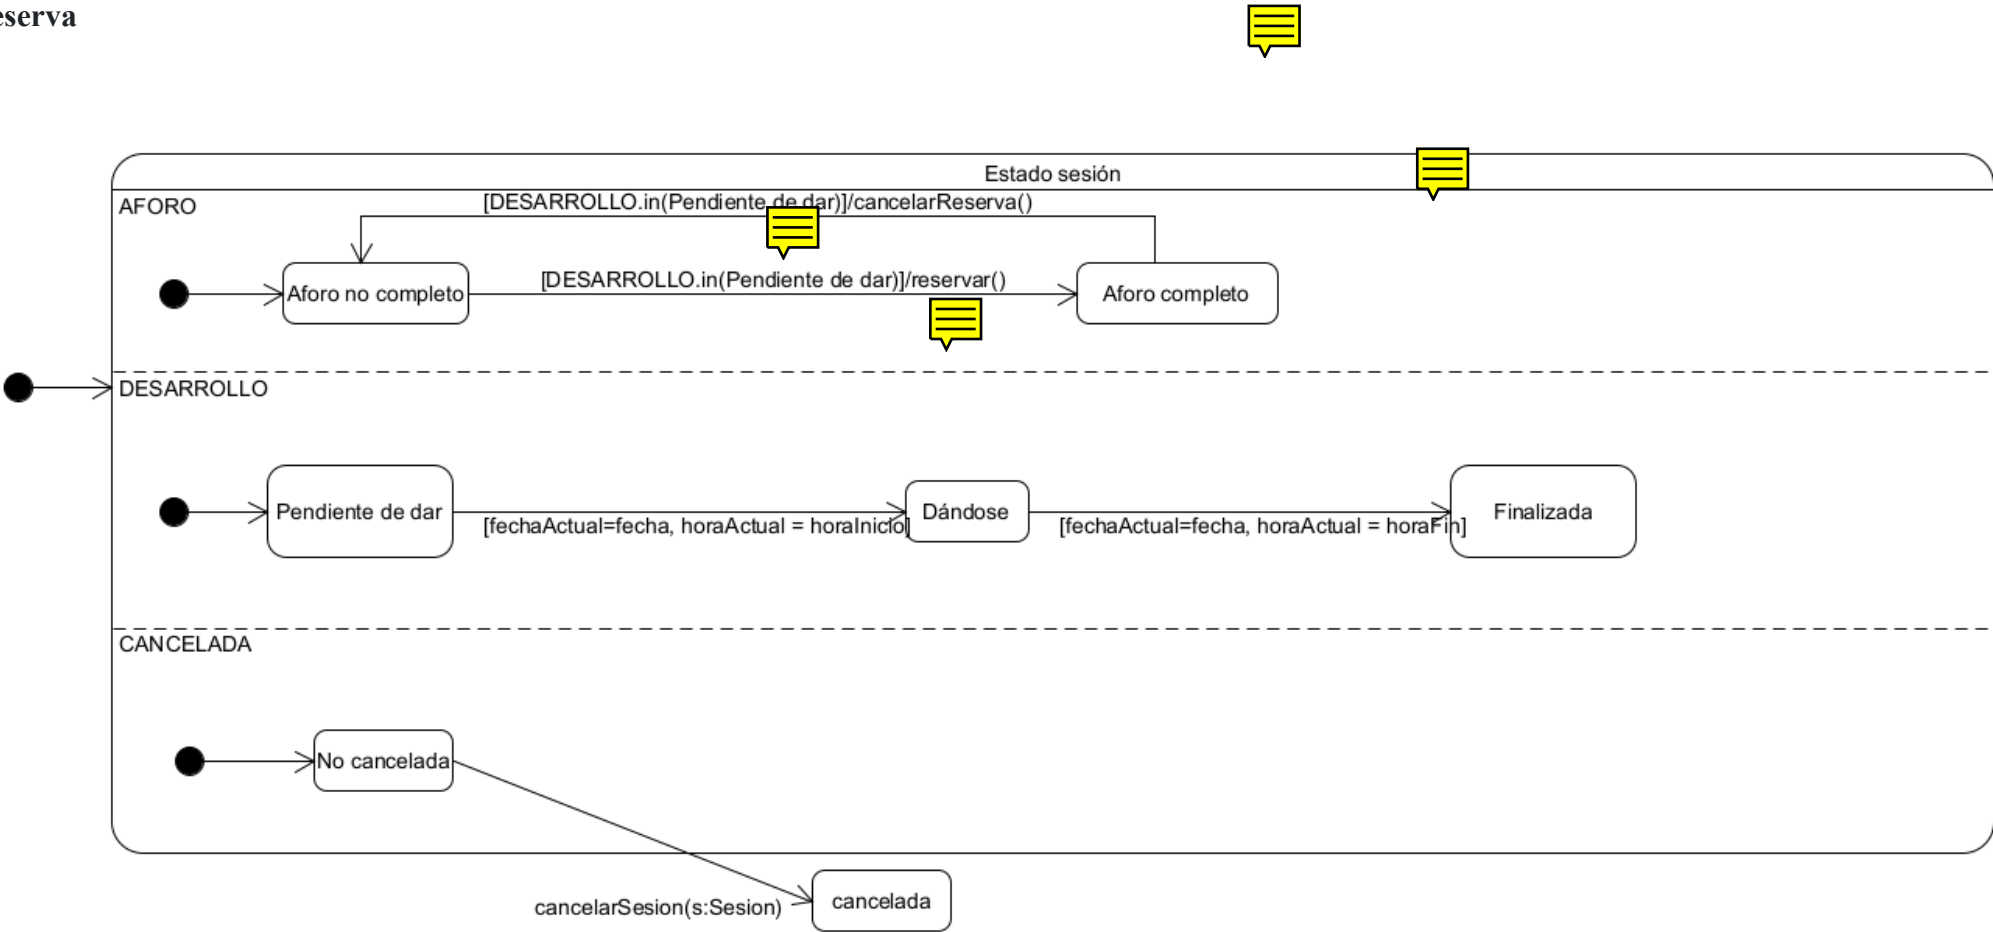 eserva
Estado sesión
AFORO
[DESARROLLO.in(Pendiente de dar)]/cancelarReserva()
Aforo no completo
[DESARROLLO.in(Pendiente de dar)]/reservar()
Aforo completo
DESARROLLO
Pendiente de dar
[fechaActual=fecha, horaActual = horaInicio]
Dándose
[fechaActual=fecha, horaActual = horaFin]
Finalizada
CANCELADA
No cancelada
cancelarSesion(s:Sesion)
cancelada